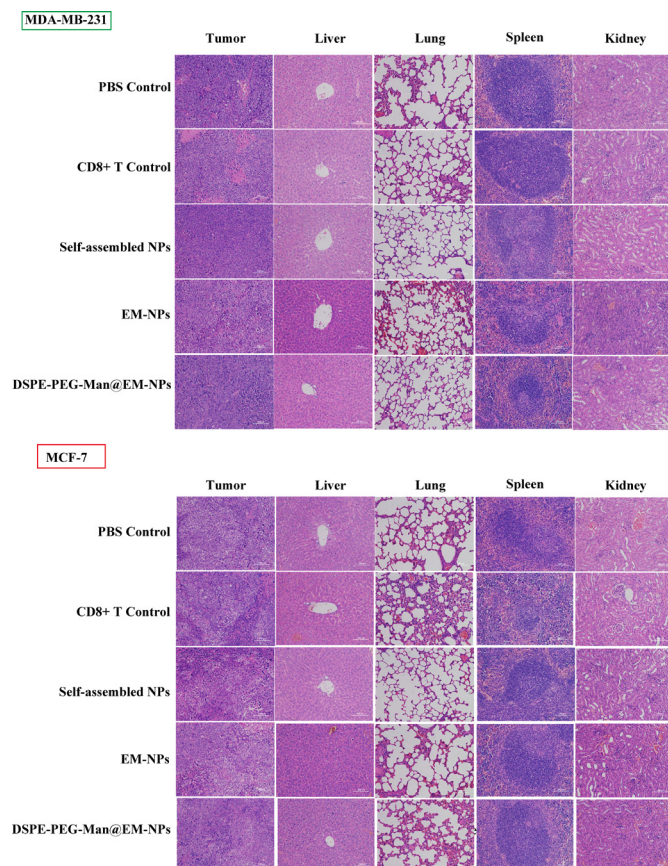 MDA-MB-231
Tumor Liver Lung Spleen Kidney
PBS Control
CD8+ T Control
Self-assembled NPs
EM-NPs
DSPE-PEG-Man@EM-NPs
MCF-7
Tumor Liver Lung Spleen Kidney
PBS Control
CD8+ T Control
Self-assembled NPs
EM-NPs
DSPE-PEG-Man@EM-NPs